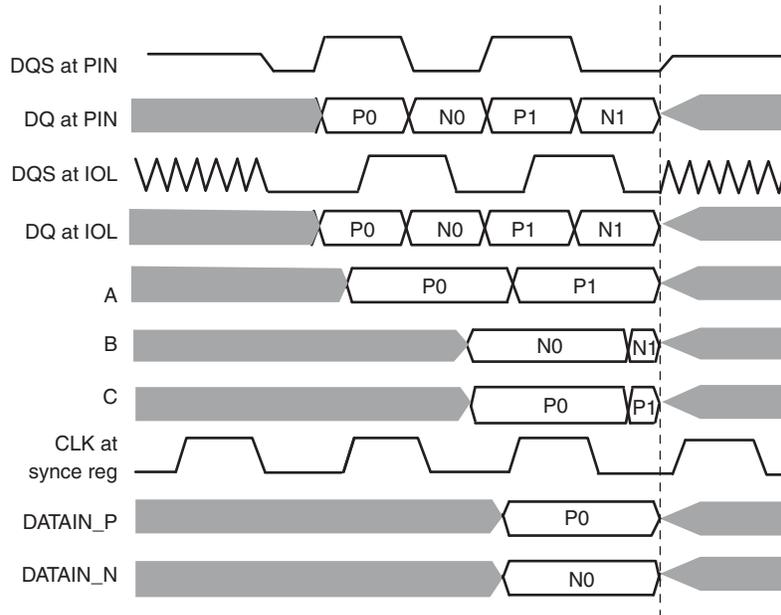 DQS at PIN
DQ at PIN P0 N0 P1 N1
DQS at IOL
DQ at IOL P0 N0 P1 N1
A P0 P1
B N0 N1
C P0 P1
CLK at
synce reg
DATAIN_P P0
DATAIN_N N0